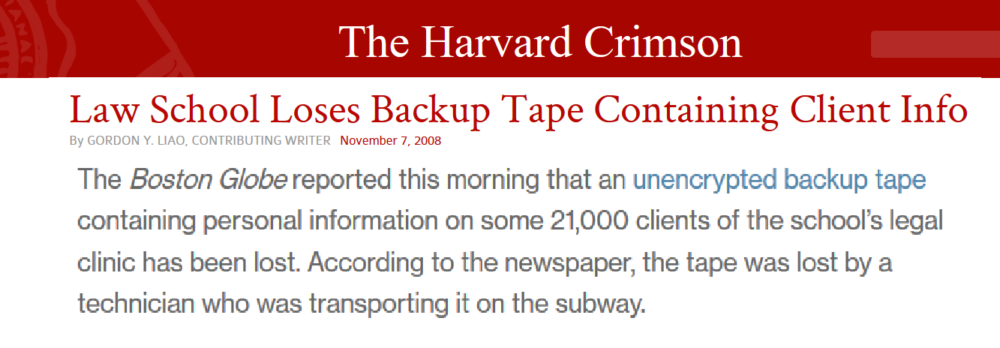 The Harvard Crimson
Law School Loses Backup Tape Containing Client Info
By GORDON Y. LIAO, CONTRIBUTING WRITER November 7, 2008
The Boston Globe reported this morning that an unencrypted backup tape
containing personal information on some 21,000 clients of the school's legal
clinic has been lost. According to the newspaper, the tape was lost by a
technician who was transporting it on the subway.